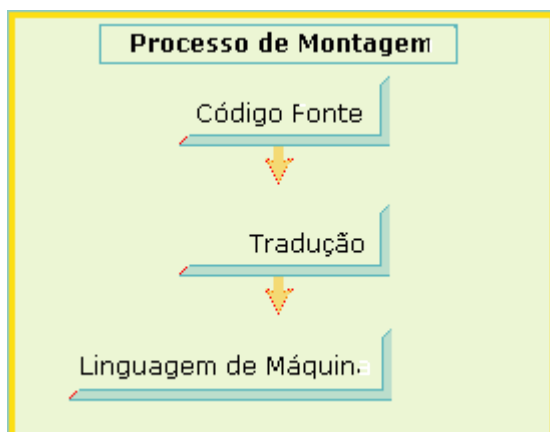 Processo de Montagem
Código Fonte
Tradução
Linguagem de Máquina